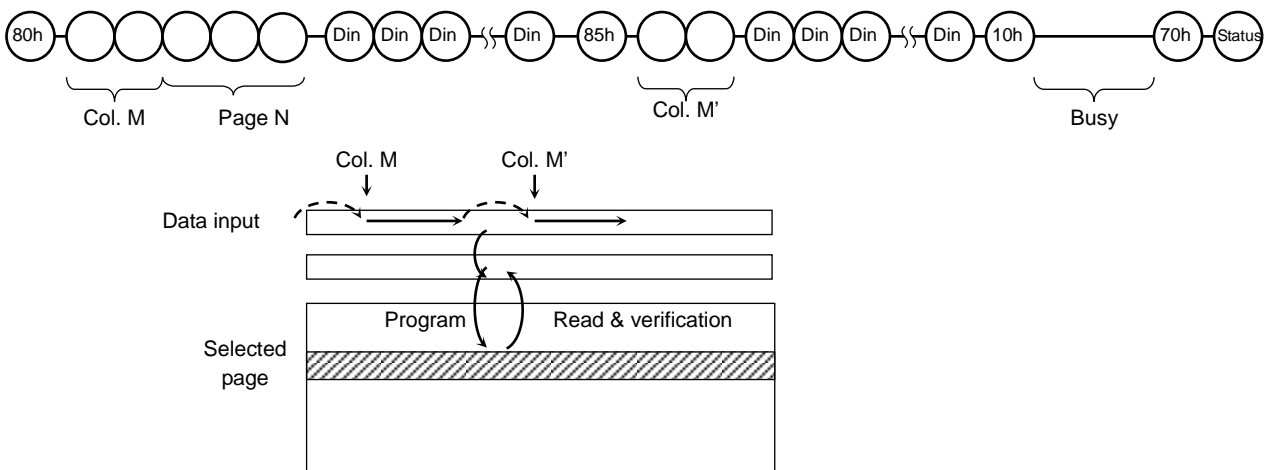 80h Din Din Din Din 85h Din Din Din Din 10h 70h Status
Col. M Page N Col. M’ Busy
Col. M Col. M’
Data input
Program Read & verification
Selected
page